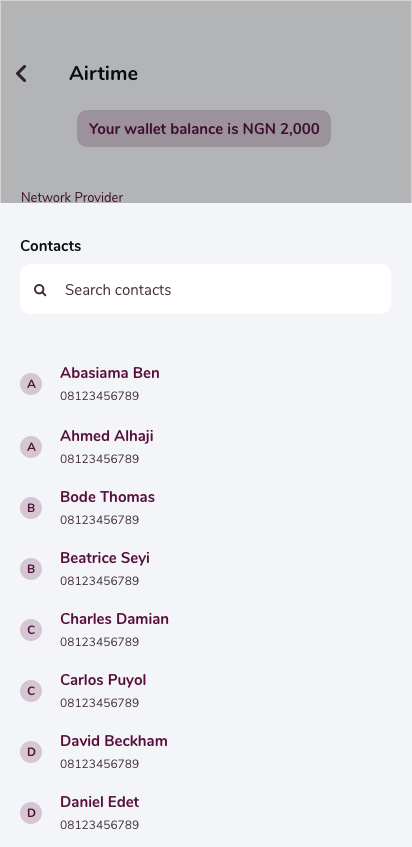 Airtime
Your wallet balance is NGN 2,000
Network Provider
Contacts
Search contacts
A
Abasiama Ben
08123456789
A
Ahmed Alhaji
08123456789
B
Bode Thomas
08123456789
B
Beatrice Seyi
08123456789
C
Charles Damian
08123456789
C
Carlos Puyol
08123456789
D
David Beckham
08123456789
D
Daniel Edet
08123456789